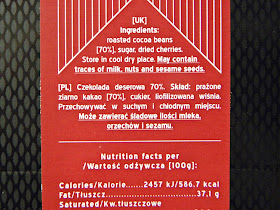 [UK]
Ingredients:
roasted cocoa beans
[70%], sugar, dried cherries.
Store in cool dry place. May contain
traces of milk, nuts and sesame seeds.
[PL] Czekolada deserowa 70%. Skład: prażone
ziarno kakao [70%], cukier, liofilizowana wiśnia.
Przechowywać w suchym i chłodnym miejscu.
Może zawierać śladowe ilości mleka,
orzechów i sezamu.
Nutrition facts per
/Wartość odżywcza [100g]:
Calories/Kalorie.......2457 kJ/586.7 kcal
Fat/Tłuszcz....................37.1 g
Saturated/Kw.tłuszczowe